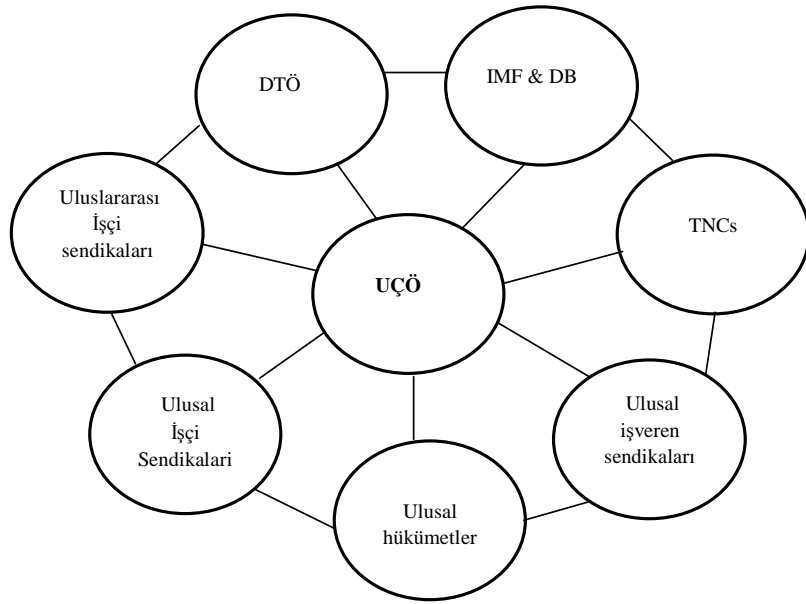 DTÖ
IMF & DB
Uluslararası
İşçi
sendikaları
TNCs
UÇÖ
Ulusal
İşçi
Sendikalari
Ulusal
işveren
sendikaları
Ulusal
hükümetler